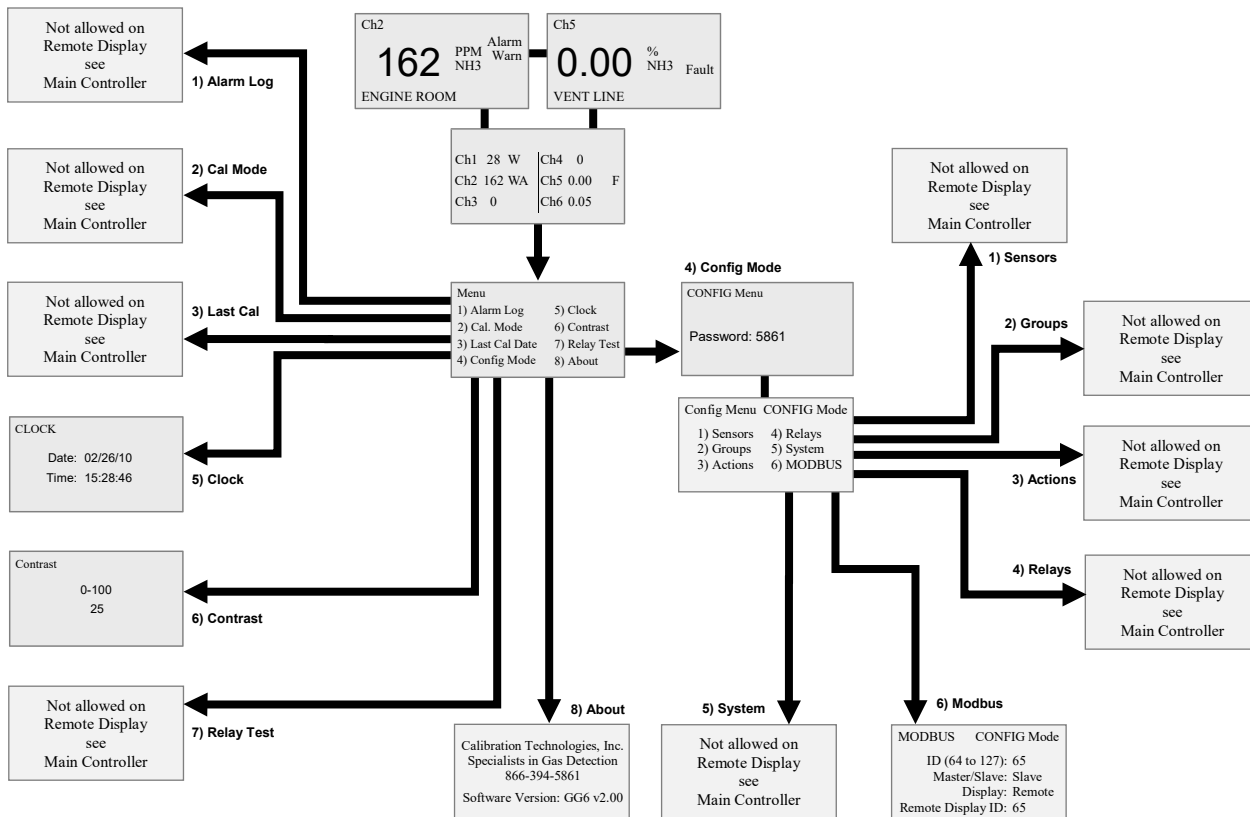 Not allowed on
Remote Display
see
Main Controller
1) Alarm Log
Ch2
162
PPM
NH3
Alarm
Warn
ENGINE ROOM
Ch5
0.00
%
NH3
Fault
VENT LINE
Ch1 28 W
Ch2 162 WA
Ch3 0
Ch4 0
Ch5 0.00 F
Ch6 0.05
Not allowed on
Remote Display
see
Main Controller
2) Cal Mode
Not allowed on
Remote Display
see
Main Controller
1) Sensors
Not allowed on
Remote Display
see
Main Controller
3) Last Cal
Menu
1) Alarm Log
2) Cal. Mode
3) Last Cal Date
4) Config Mode
5) Clock
6) Contrast
7) Relay Test
8) About
4) Config Mode
CONFIG Menu
Password: 5861
2) Groups
Not allowed on
Remote Display
see
Main Controller
Config Menu CONFIG Mode
1) Sensors
2) Groups
3) Actions
4) Relays
5) System
6) MODBUS
CLOCK
Date: 02/26/10
Time: 15:28:46
5) Clock
3) Actions
Not allowed on
Remote Display
see
Main Controller
Contrast
0-100
25
6) Contrast
4) Relays
Not allowed on
Remote Display
see
Main Controller
Not allowed on
Remote Display
see
Main Controller
7) Relay Test
8) About
Calibration Technologies, Inc.
Specialists in Gas Detection
866-394-5861
Software Version: GG6 v2.00
5) System
Not allowed on
Remote Display
see
Main Controller
6) Modbus
MODBUS CONFIG Mode
ID (64 to 127): 65
Master/Slave: Slave
Display: Remote
Remote Display ID: 65